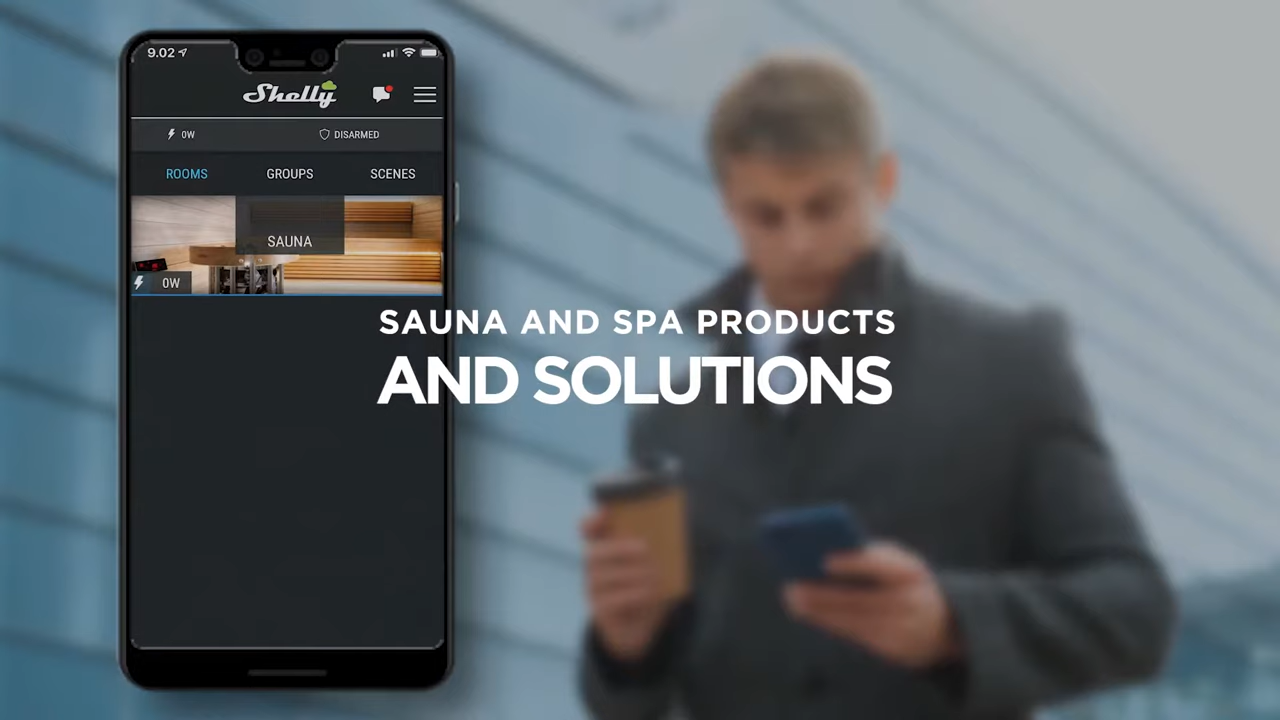 9.02
Shelly
0W
DISARMED
ROOMS GROUPS SCENES
SAUNA
0W
SAUNA AND SPA PRODUCTS
AND SOLUTIONS